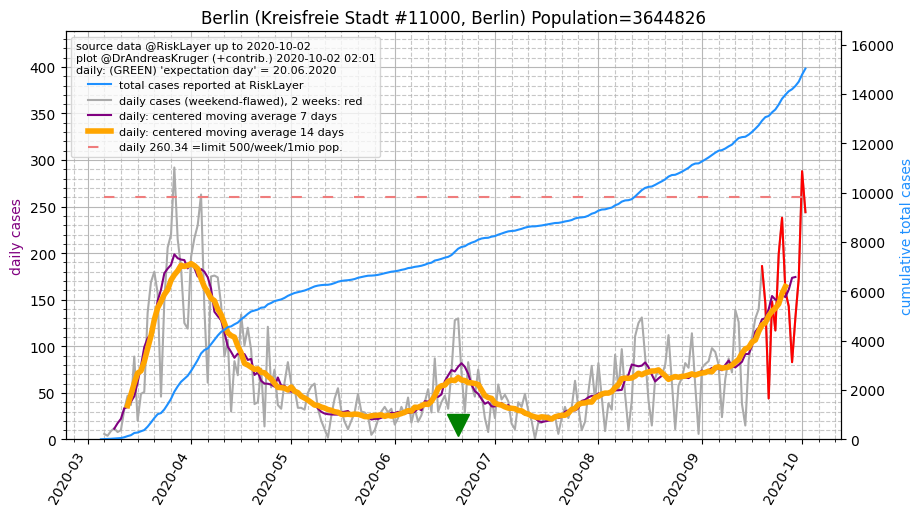 Berlin (Kreisfreie Stadt #11000, Berlin) Population=3644826
source data @RiskLayer up to 2020-10-02
plot @DrAndreasKruger (+contrib.) 2020-10-02 02:01
daily: (GREEN) 'expectation day' = 20.06.2020
total cases reported at RiskLayer
daily cases (weekend-flawed), 2 weeks: red
daily: centered moving average 7 days
daily: centered moving average 14 days
daily 260.34 =limit 500/week/1mio pop.
daily cases
400
350
300
250
200
150
100
50
0
16000
14000
12000
10000
8000
6000
4000
2000
0
cumulative total cases
2020-03
2020-04
2020-05
2020-06
2020-07
2020-08
2020-09
2020-10